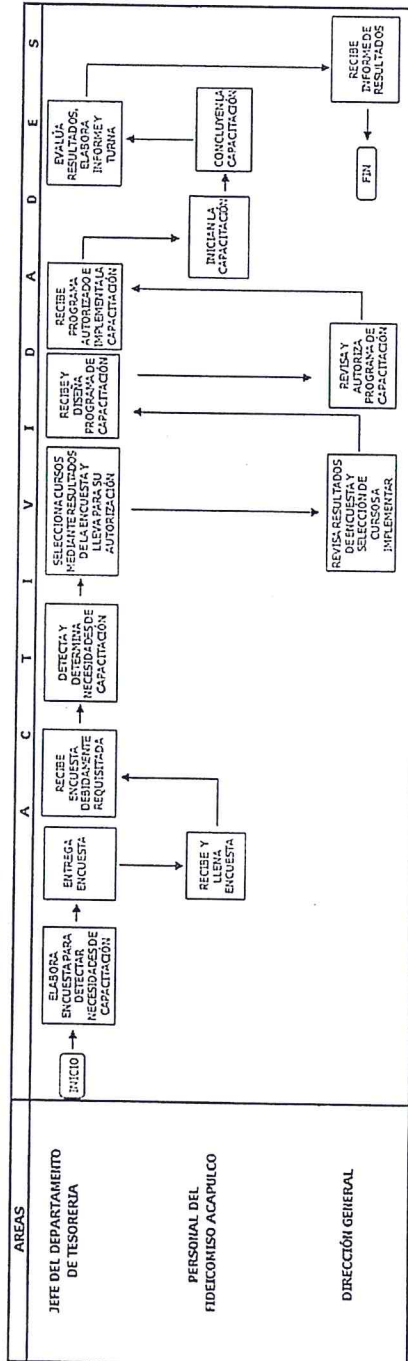 AREAS
A C T I V I D A D E S
JEFE DEL DEPARTAMENTO
DE TESORERIA
INICIO
ELABORA
ENCUESTA PARA
DETECTAR
NECESIDADES DE
CAPACITACIÓN
ENTREGA
ENCUESTA
RECIBE
ENCUESTA
DEBIDAMENTE
REQUISITADA
DETECTA Y
DETERMINA
NECESIDADES DE
CAPACITACIÓN
SELECCIONA CURSOS
MEDIANTE RESULTADOS
DE LA ENCUESTA Y
LLEVA PARA SU
AUTORIZACIÓN
RECIBE Y
DISEÑA
PROGRAMA DE
CAPACITACIÓN
RECIBE
PROGRAMA
AUTORIZADO E
IMPLEMENTA LA
CAPACITACIÓN
EVALÚA
RESULTADOS,
ELABORA
INFORME Y
TURNA
PERSONAL DEL
FIDEICOMISO ACAPULCO
RECIBE Y
LLENA
ENCUESTA
INICIAN LA
CAPACITACIÓN
CONCLUYEN LA
CAPACITACIÓN
DIRECCIÓN GENERAL
REVISA RESULTADOS
DE ENCUESTA Y
SELECCIÓN DE
CURSOS A
IMPLEMENTAR
REVISA Y
AUTORIZA
PROGRAMA DE
CAPACITACIÓN
RECIBE
INFORME DE
RESULTADOS
FIN